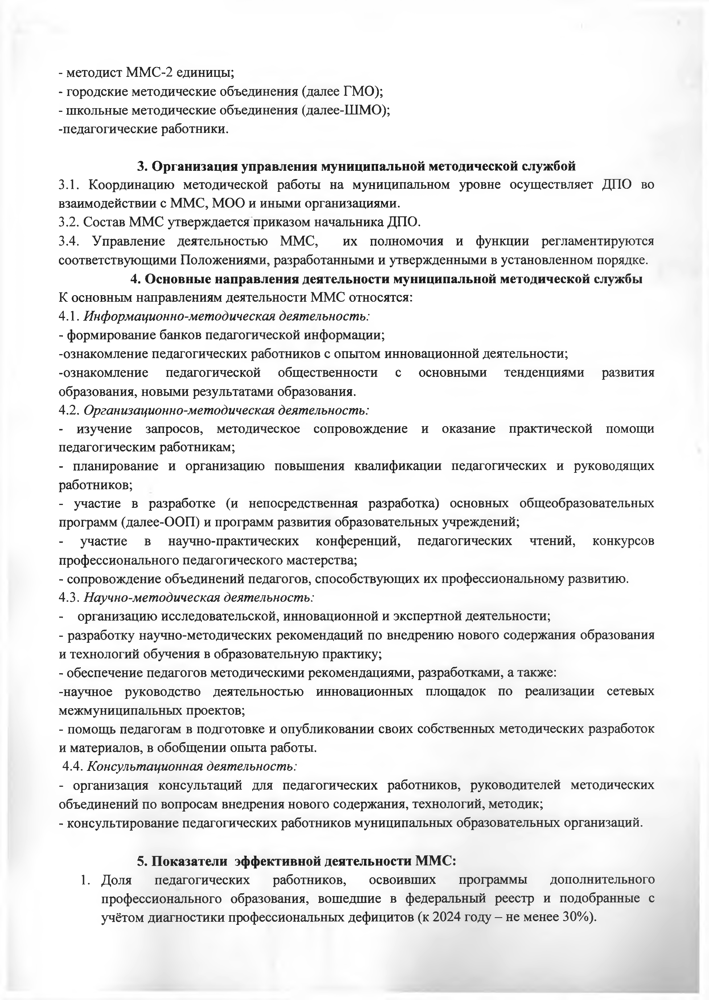 - методист ММС-2 единицы;
- городские методические объединения (далее ГМО);
- школьные методические объединения (далее-ШМО);
-педагогические работники.
3. Организация управления муниципальной методической службой
3.1. Координацию методической работы на муниципальном уровне осуществляет ДПО во
взаимодействии с ММС, МОО и иными организациями.
3.2. Состав ММС утверждается приказом начальника ДПО.
3.4. Управление деятельностью ММС, их полномочия и функции регламентируются
соответствующими Положениями, разработанными и утвержденными в установленном порядке.
4. Основные направления деятельности муниципальной методической службы
К основным направлениям деятельности ММС относятся:
4.1. Информационно-методическая деятельность:
- формирование банков педагогической информации;
-ознакомление педагогических работников с опытом инновационной деятельности;
-ознакомление педагогической общественности с основными тенденциями развития
образования, новыми результатами образования.
4.2. Организационно-методическая деятельность:
- изучение запросов, методическое сопровождение и оказание практической помощи
педагогическим работникам;
- планирование и организацию повышения квалификации педагогических и руководящих
работников;
- участие в разработке (и непосредственная разработка) основных общеобразовательных
программ (далее-ООП) и программ развития образовательных учреждений;
- участие в научно-практических конференций, педагогических чтений, конкурсов
профессионального педагогического мастерства;
- сопровождение объединений педагогов, способствующих их профессиональному развитию.
4.3. Научно-методическая деятельность:
- организацию исследовательской, инновационной и экспертной деятельности;
- разработку научно-методических рекомендаций по внедрению нового содержания образования
и технологий обучения в образовательную практику;
- обеспечение педагогов методическими рекомендациями, разработками, а также:
-научное руководство деятельностью инновационных площадок по реализации сетевых
межмуниципальных проектов;
- помощь педагогам в подготовке и опубликовании своих собственных методических разработок
и материалов, в обобщении опыта работы.
4.4. Консультационная деятельность:
- организация консультаций для педагогических работников, руководителей методических
объединений по вопросам внедрения нового содержания, технологий, методик;
- консультирование педагогических работников муниципальных образовательных организаций.
5. Показатели эффективной деятельности ММС:
1. Доля педагогических работников, освоивших программы дополнительного
профессионального образования, вошедшие в федеральный реестр и подобранные с
учётом диагностики профессиональных дефицитов (к 2024 году – не менее 30%).